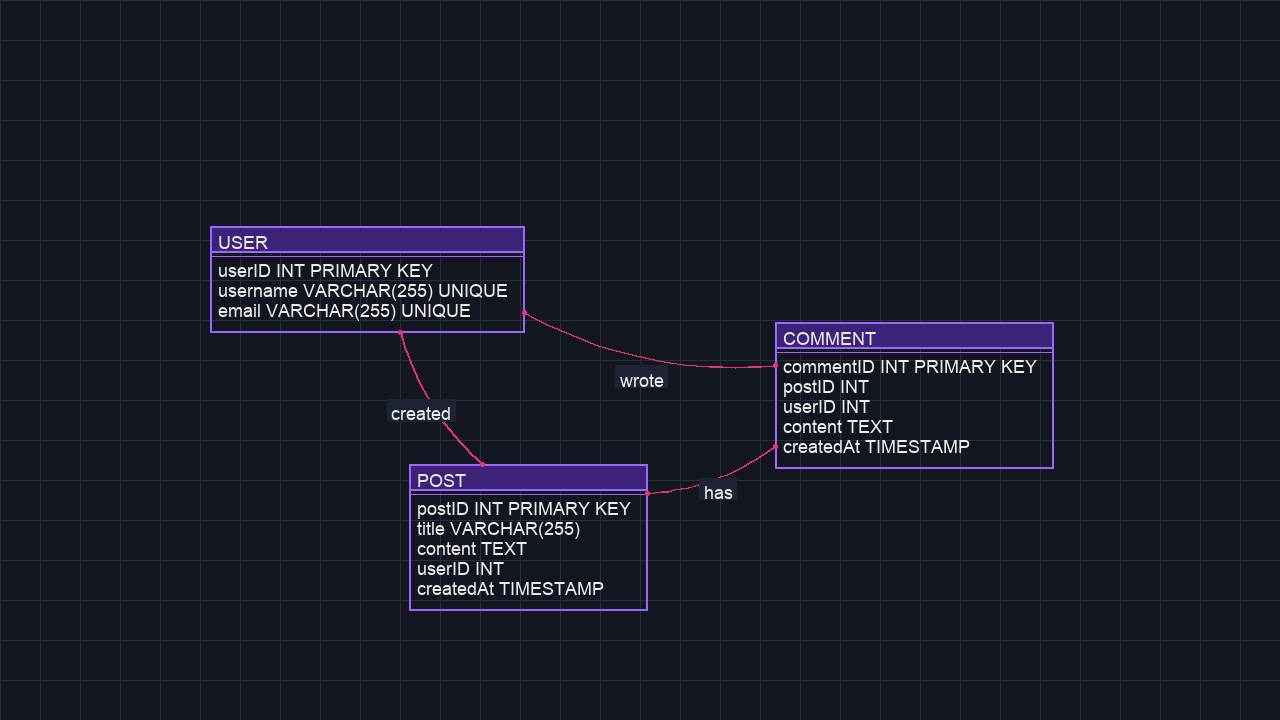 USER
userID INT PRIMARY KEY
username VARCHAR(255) UNIQUE
email VARCHAR(255) UNIQUE
wrote
COMMENT
commentID INT PRIMARY KEY
postID INT
userID INT
content TEXT
createdAt TIMESTAMP
created
has
POST
postID INT PRIMARY KEY
title VARCHAR(255)
content TEXT
userID INT
createdAt TIMESTAMP